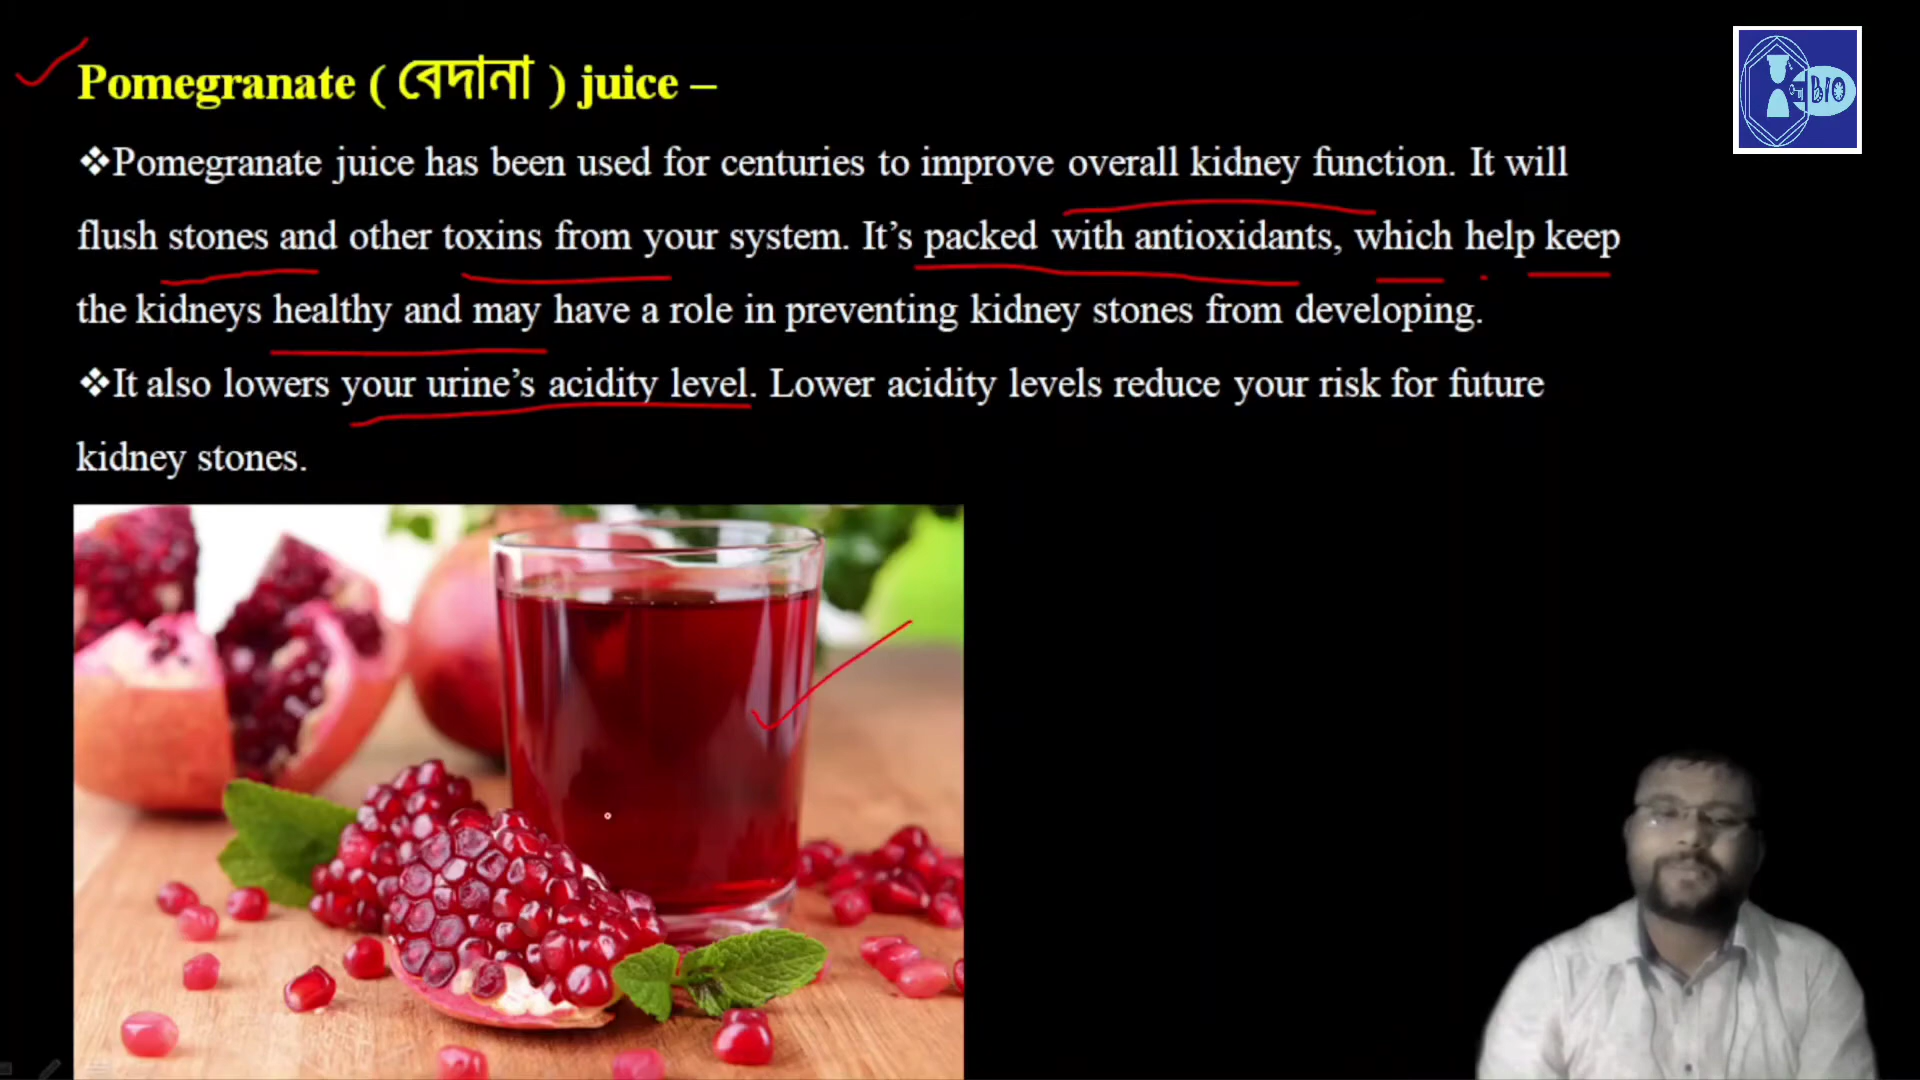 Pomegranate ( বেদানা ) juice –
BIO
❖Pomegranate juice has been used for centuries to improve overall kidney function. It will
flush stones and other toxins from your system. It’s packed with antioxidants, which help keep
the kidneys healthy and may have a role in preventing kidney stones from developing.
❖It also lowers your urine’s acidity level. Lower acidity levels reduce your risk for future
kidney stones.